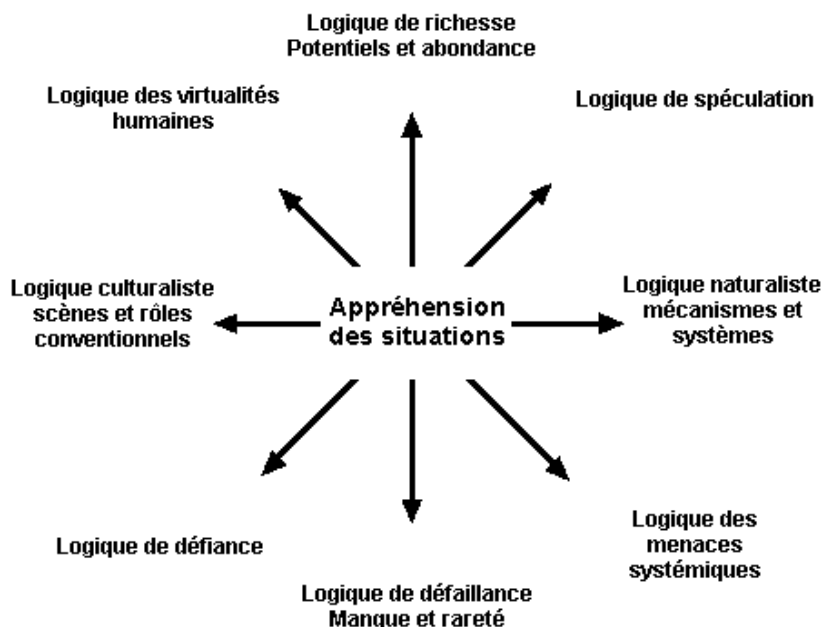 Logique de richesse
Potentiels et abondance
Logique des virtualités
humaines
Logique de spéculation
Logique culturaliste
scènes et rôles
conventionnels
Appréhension
des situations
Logique naturaliste
mécanismes et
systèmes
Logique de défiance
Logique des
menaces
systémiques
Logique de défaillance
Manque et rareté